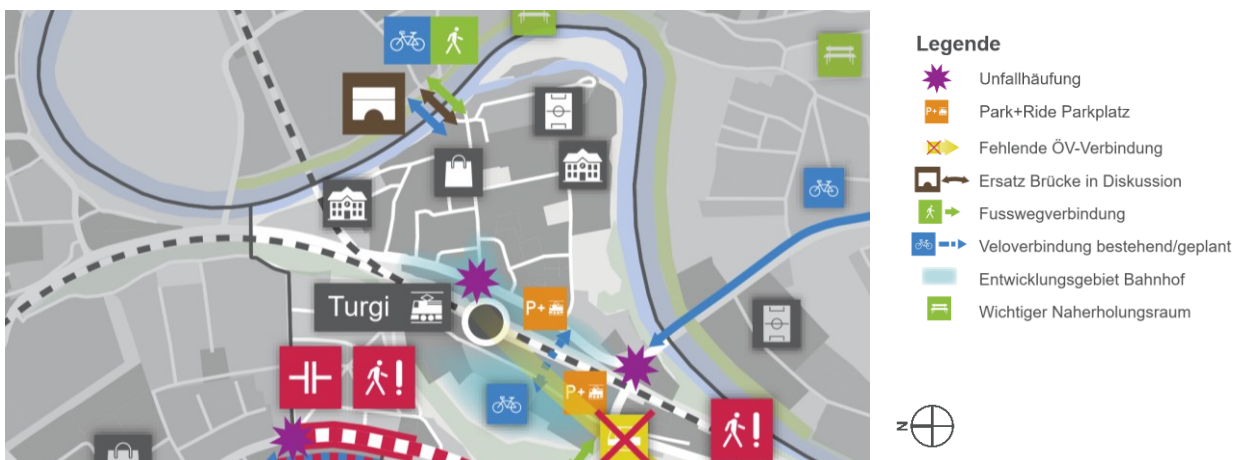 Turgi
P+
P+
Legende
Unfallhäufung
P+
Park+Ride Parkplatz
Fehlende ÖV-Verbindung
Ersatz Brücke in Diskussion
Fusswegverbindung
Veloverbindung bestehend/geplant
Entwicklungsgebiet Bahnhof
Wichtiger Naherholungsraum
N